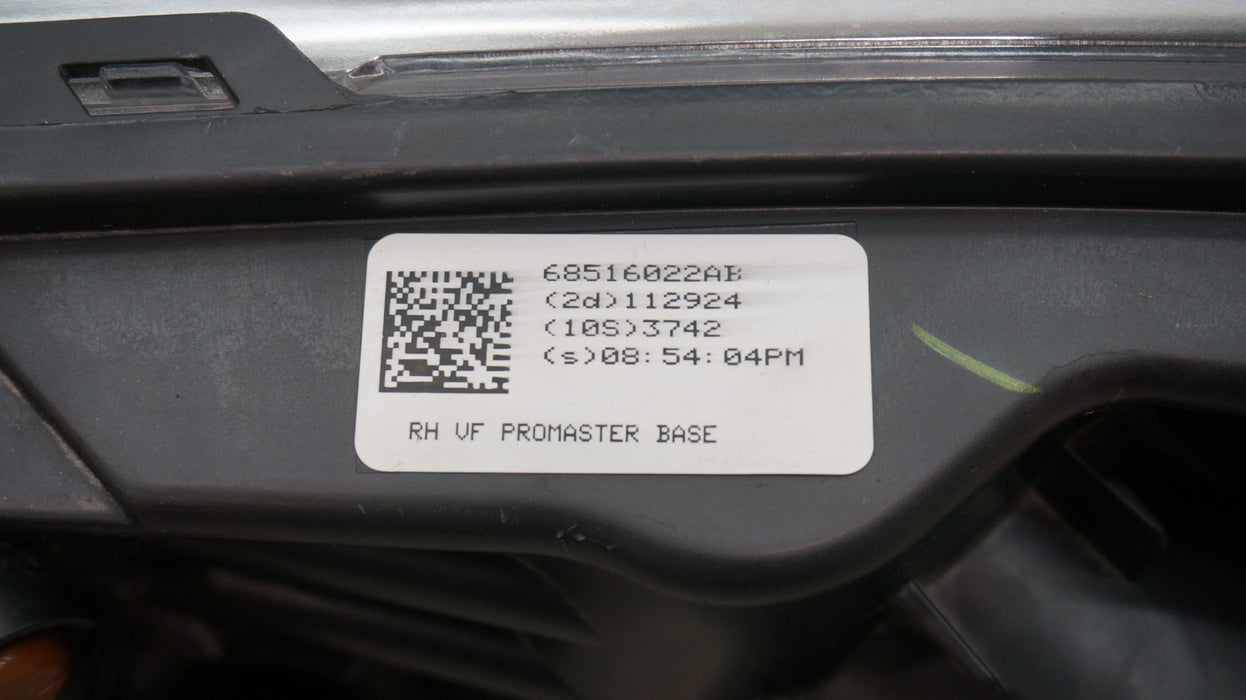 68516022AB
(2d)112924
(10S)3742
(s)08:54:04PM
RH VF PROMASTER BASE